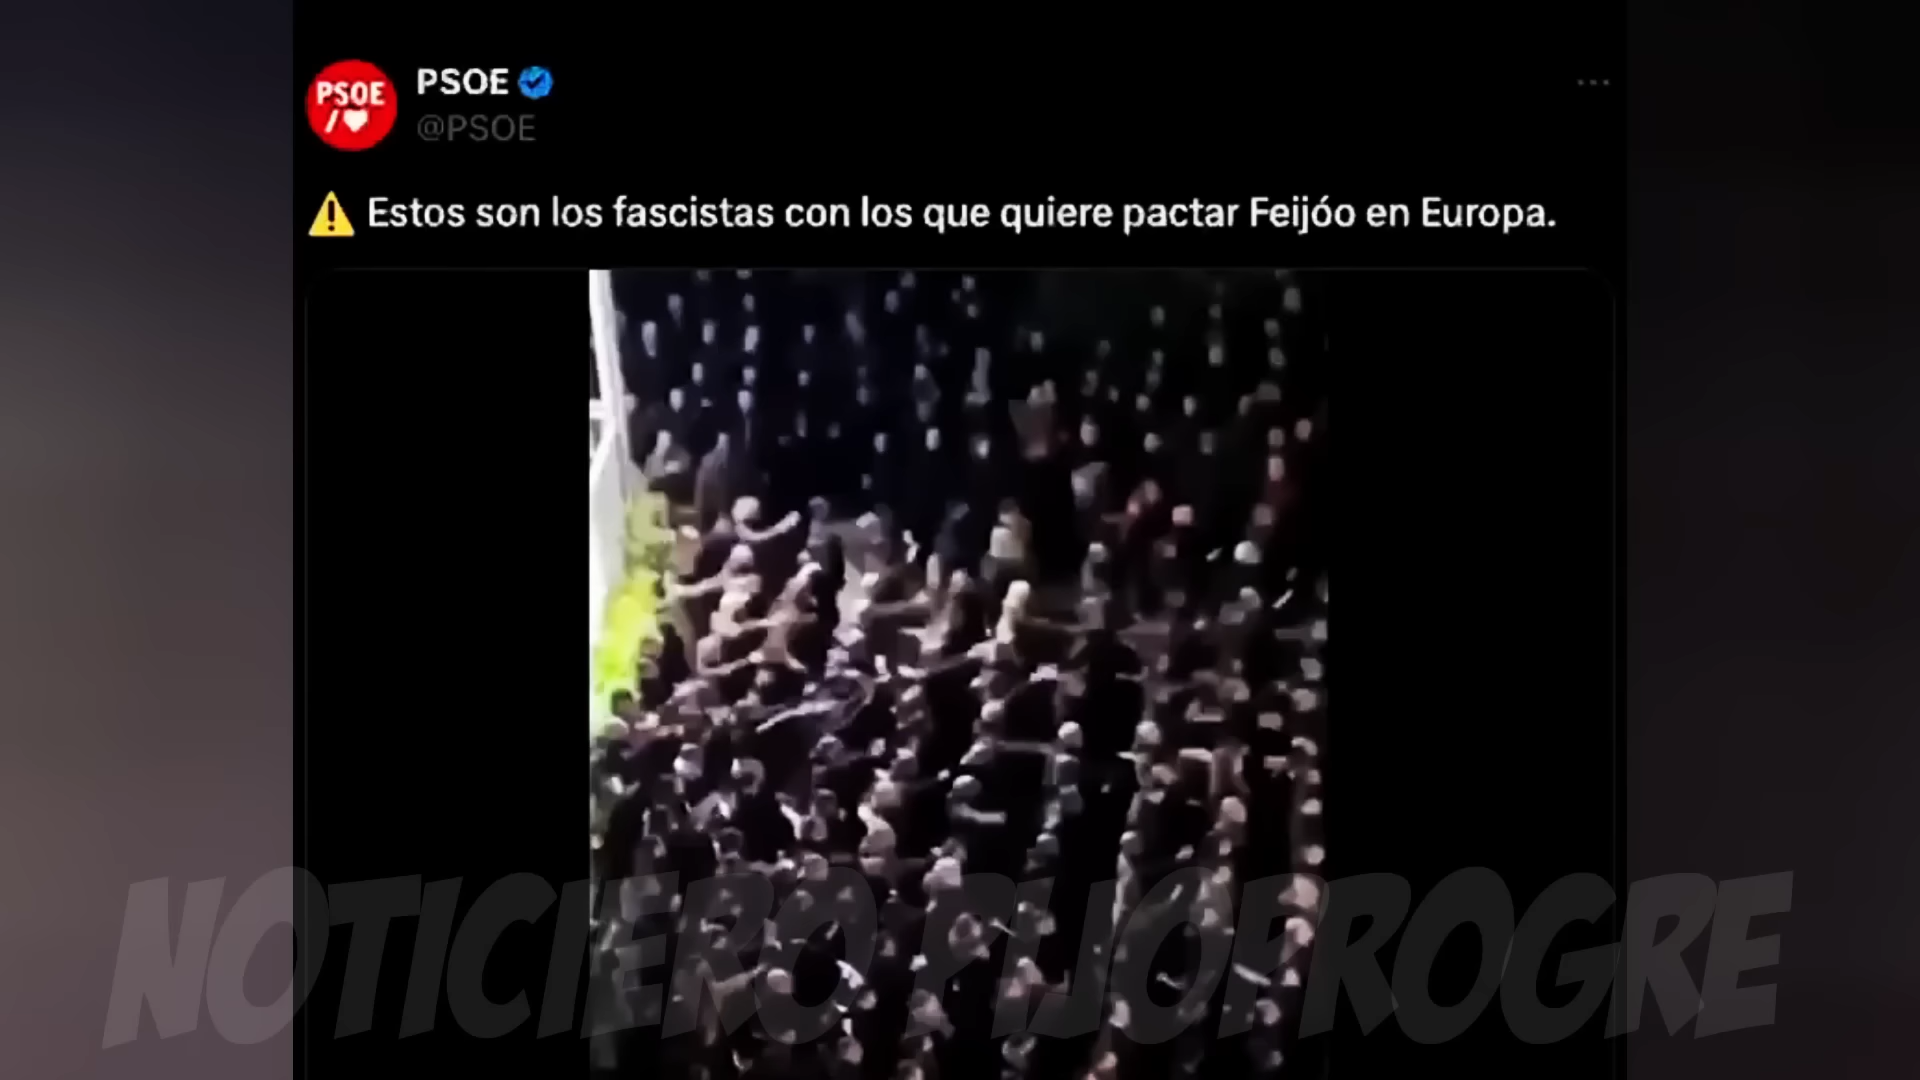 PSOE
PSOE
@PSOE
Estos son los fascistas con los que quiere pactar Feijóo en Europa.
NOTICIERO PIJOPROGRE